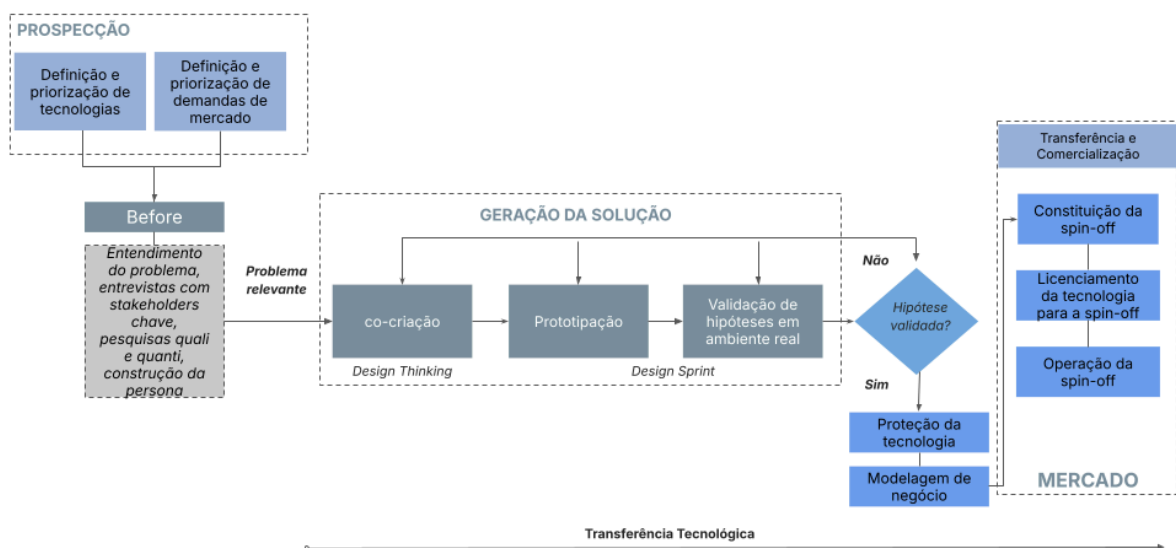 PROSPECÇÃO
Definição e
priorização de
tecnologias
Definição e
priorização de
demandas de
mercado
Before
Entendimento
do problema,
entrevistas com
stakeholders
chave,
pesquisas quali
e quanti,
construção da
persona
Problema
relevante
GERAÇÃO DA SOLUÇÃO
co-criação
Prototipação
Validação de
hipóteses em
ambiente real
Design Thinking
Design Sprint
Não
Hipótese
validada?
Sim
Proteção da
tecnologia
Modelagem de
negócio
Transferência e
Comercialização
Constituição da
spin-off
Licenciamento
da tecnologia
para a spin-off
Operação da
spin-off
MERCADO
Transferência Tecnológica